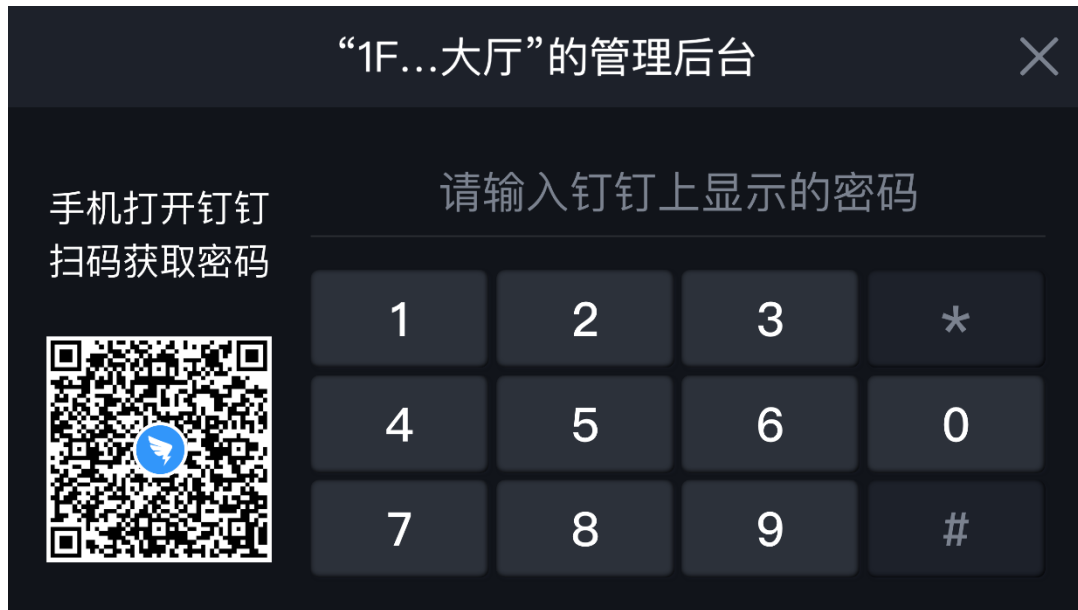 “1F...大厅”的管理后台
手机打开钉钉
扫码获取密码
请输入钉钉上显示的密码
1 2 3 *
4 5 6 0
7 8 9 #